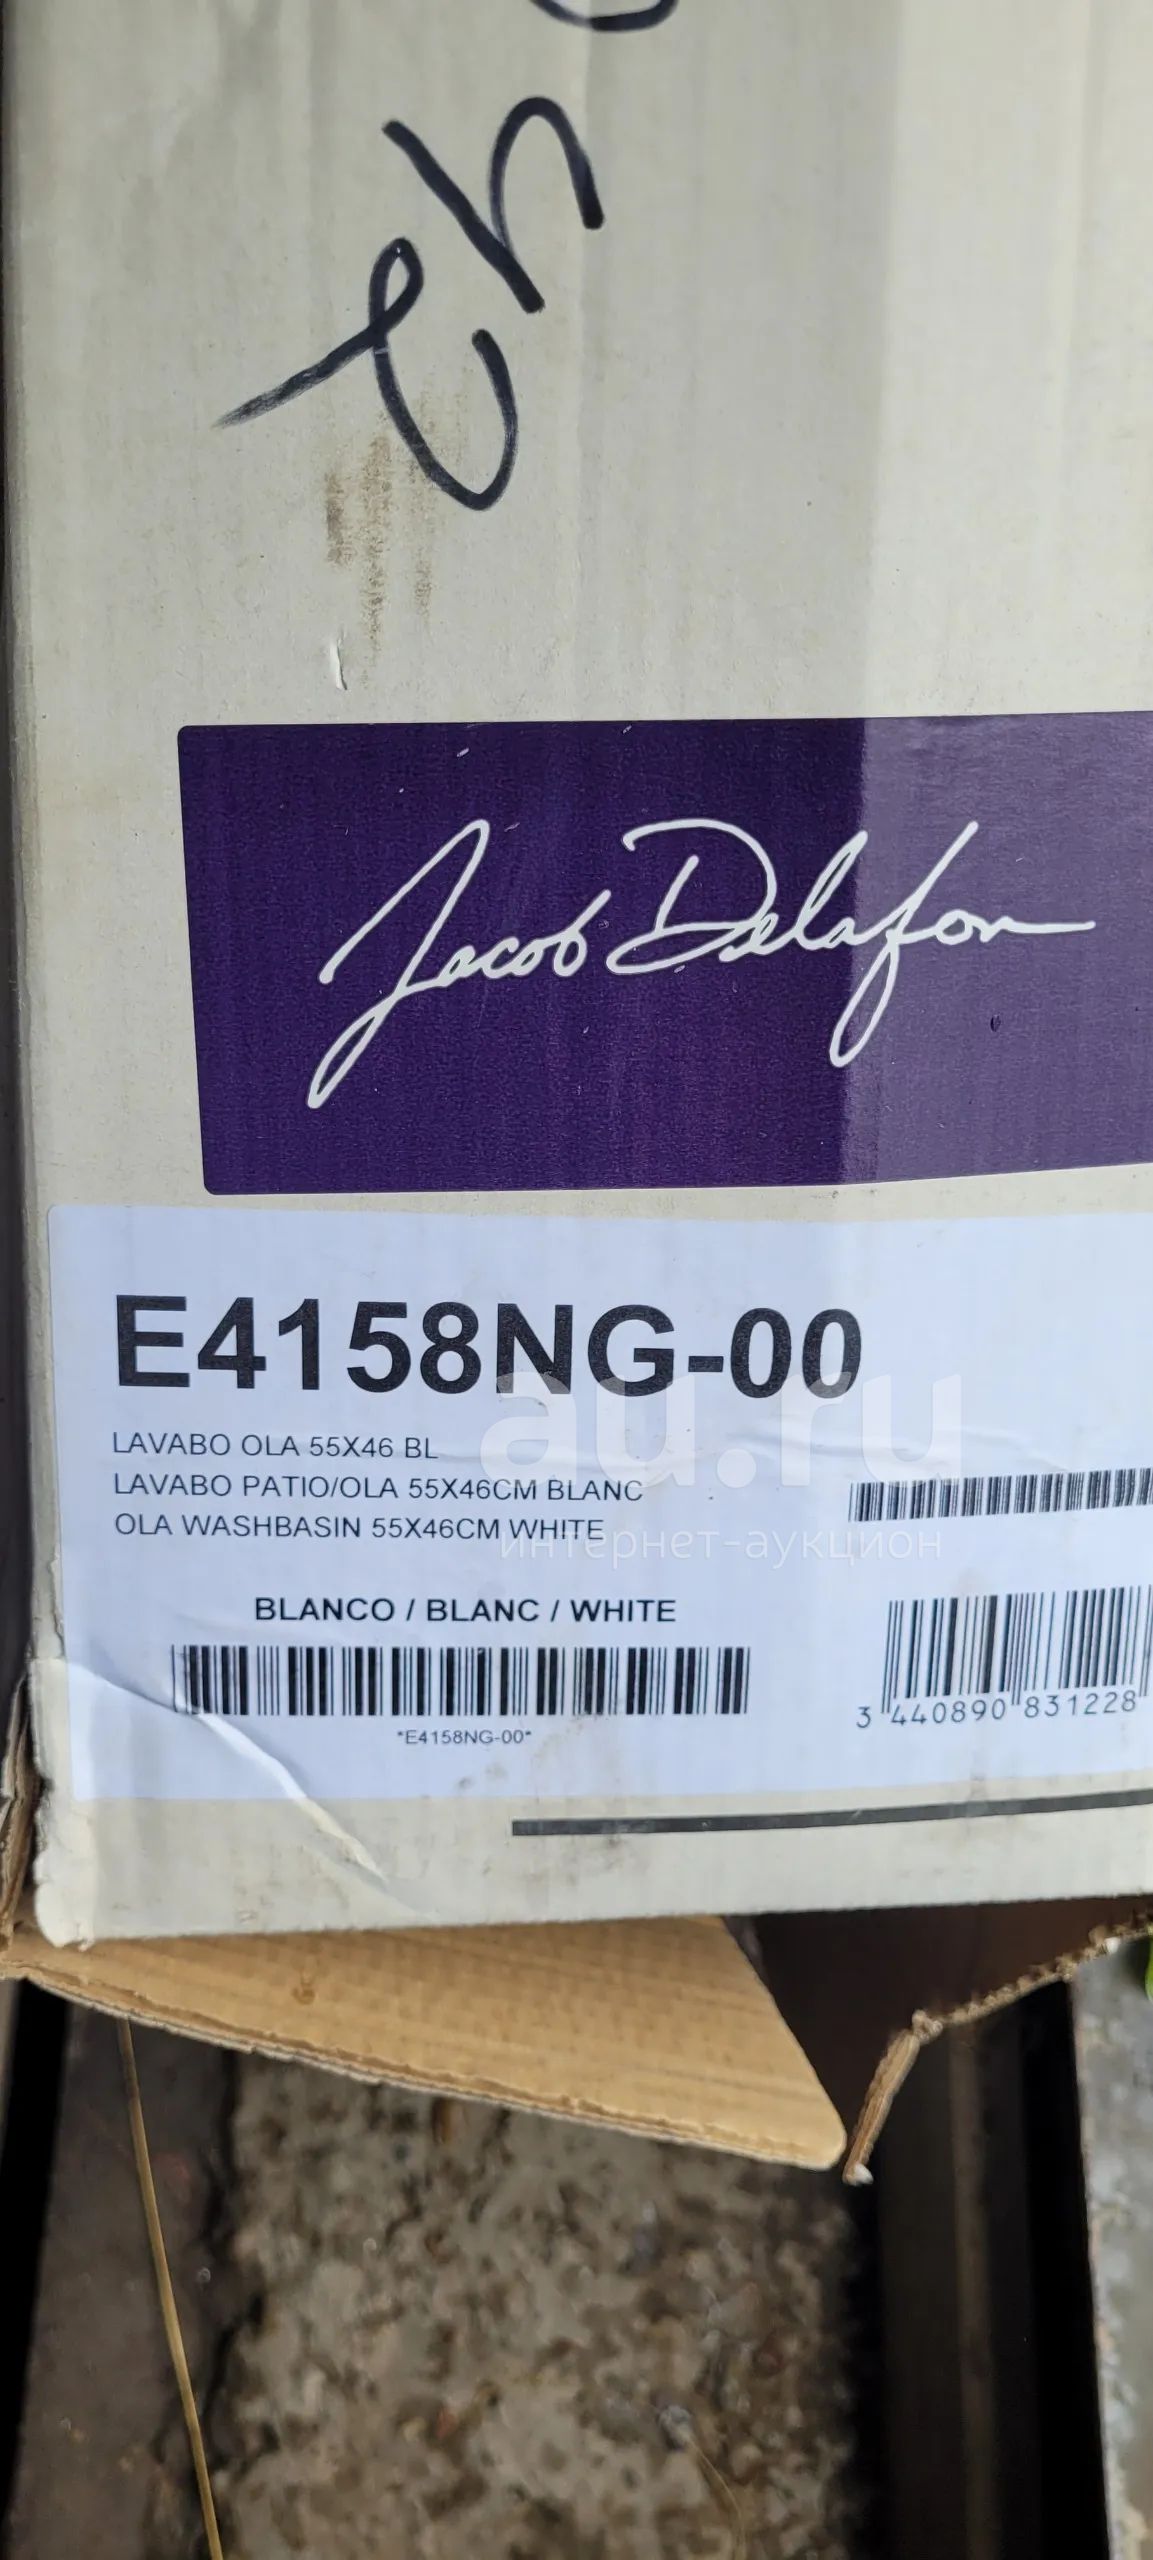 Jacob Delafon
E4158NG-00
LAVABO OLA 55X46 BL
LAVABO PATIO/OLA 55X46CM BLANC
OLA WASHBASIN 55X46CM WHITE
BLANCO / BLANC / WHITE
*E4158NG-00*
3 440890 831228
au.ru
интернет-аукцион